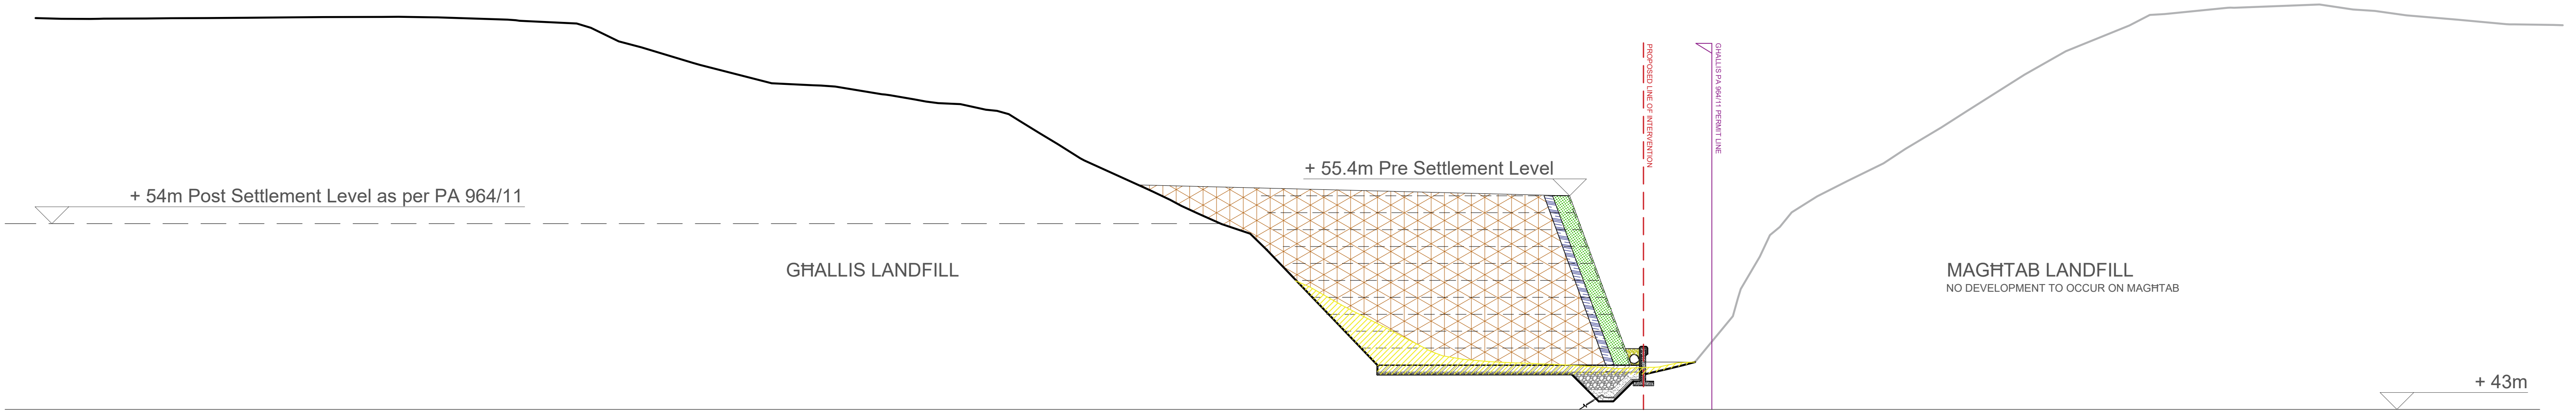 PROPOSED LINE OF INTERVENTION
GHALLIS PA 964/11 PERMIT LINE
+ 55.4m Pre Settlement Level
+ 54m Post Settlement Level as per PA 964/11
GĦALLIS LANDFILL
MAGĦTAB LANDFILL
NO DEVELOPMENT TO OCCUR ON MAGĦTAB
+ 43m